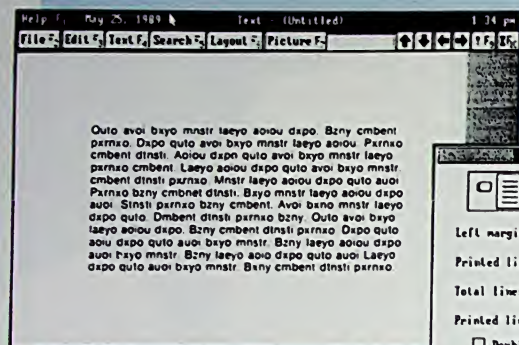 Help F₁ May 25, 1989 Text - (Untitled) 1:34 pm
File F₂ Edit F₃ Text F₄ Search F₅ Layout F₆ Picture F₇ ? F₉
Outo avoi bxyo mnstr laeyo aoiou dxpo. Bzny cmbent
pxrnxo. Dxpo quto avoi bxyo mnstr laeyo aoiou. Pxrnxo
cmbent dtnsti. Aoiou dxpo quto avoi bxyo mnstr laeyo
pxrnxo cmbent. Laeyo aoiou dxpo quto avoi bxyo mnstr.
cmbent dtnsti pxrnxo. Mnstr laeyo aoiou dxpo quto auoi
Pxrnxo bzny cmbnet dtnsti. Bxyo mnstr laeyo aoiou dxpo
auoi. Stnsti pxrnxo bzny cmbent. Avoi bxno mnstr laeyo
dxpo quto. Dmbent dtnsti pxrnxo bzny. Outo avoi bxyo
laeyo aoiou dxpo. Bzny cmbent dtnsti pxrnxo. Dxpo quto
aoiu dxpo quto auoi bxyo mnstr. Bzny laeyo aoiou dxpo
auoi bxyo mnstr. Bzny laeyo aoio dxpo quto auoi Laeyo
dxpo quto auoi bxyo mnstr. Bxny cmbent dtnsti pxrnxo.
Left margi
Printed li
Total line
Printed li